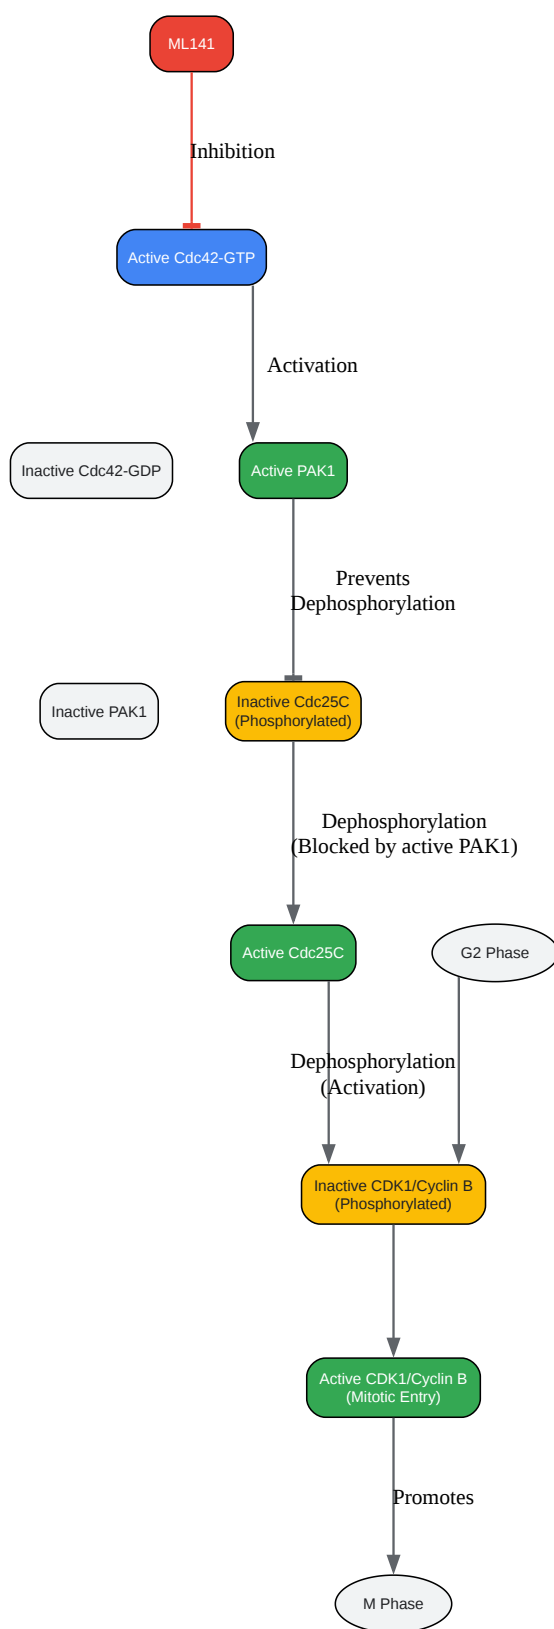 ML141
Inhibition
Active Cdc42-GTP
Activation
Inactive Cdc42-GDP
Active PAK1
Prevents
Dephosphorylation
Inactive PAK1
Inactive Cdc25C
(Phosphorylated)
Dephosphorylation
(Blocked by active PAK1)
Active Cdc25C
G2 Phase
Dephosphorylation
(Activation)
Inactive CDK1/Cyclin B
(Phosphorylated)
Active CDK1/Cyclin B
(Mitotic Entry)
Promotes
M Phase